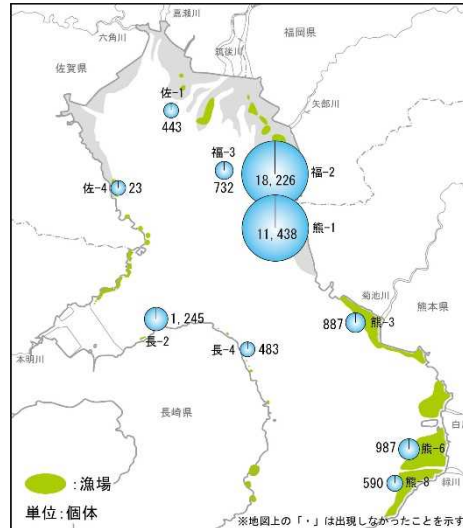 嘉瀬川
六角川
福岡県
筑後川
佐賀県
矢部川
佐-1
443
福-3
732
福-2
18,226
佐-4
23
11,438
熊-1
菊池川
熊本県
1,245
長-2
887
熊-3
本明川
長-4
483
長崎県
白川
987
熊-6
590
熊-8
緑川
:漁場
単位:個体
※地図上の「・」は出現しなかったことを示す